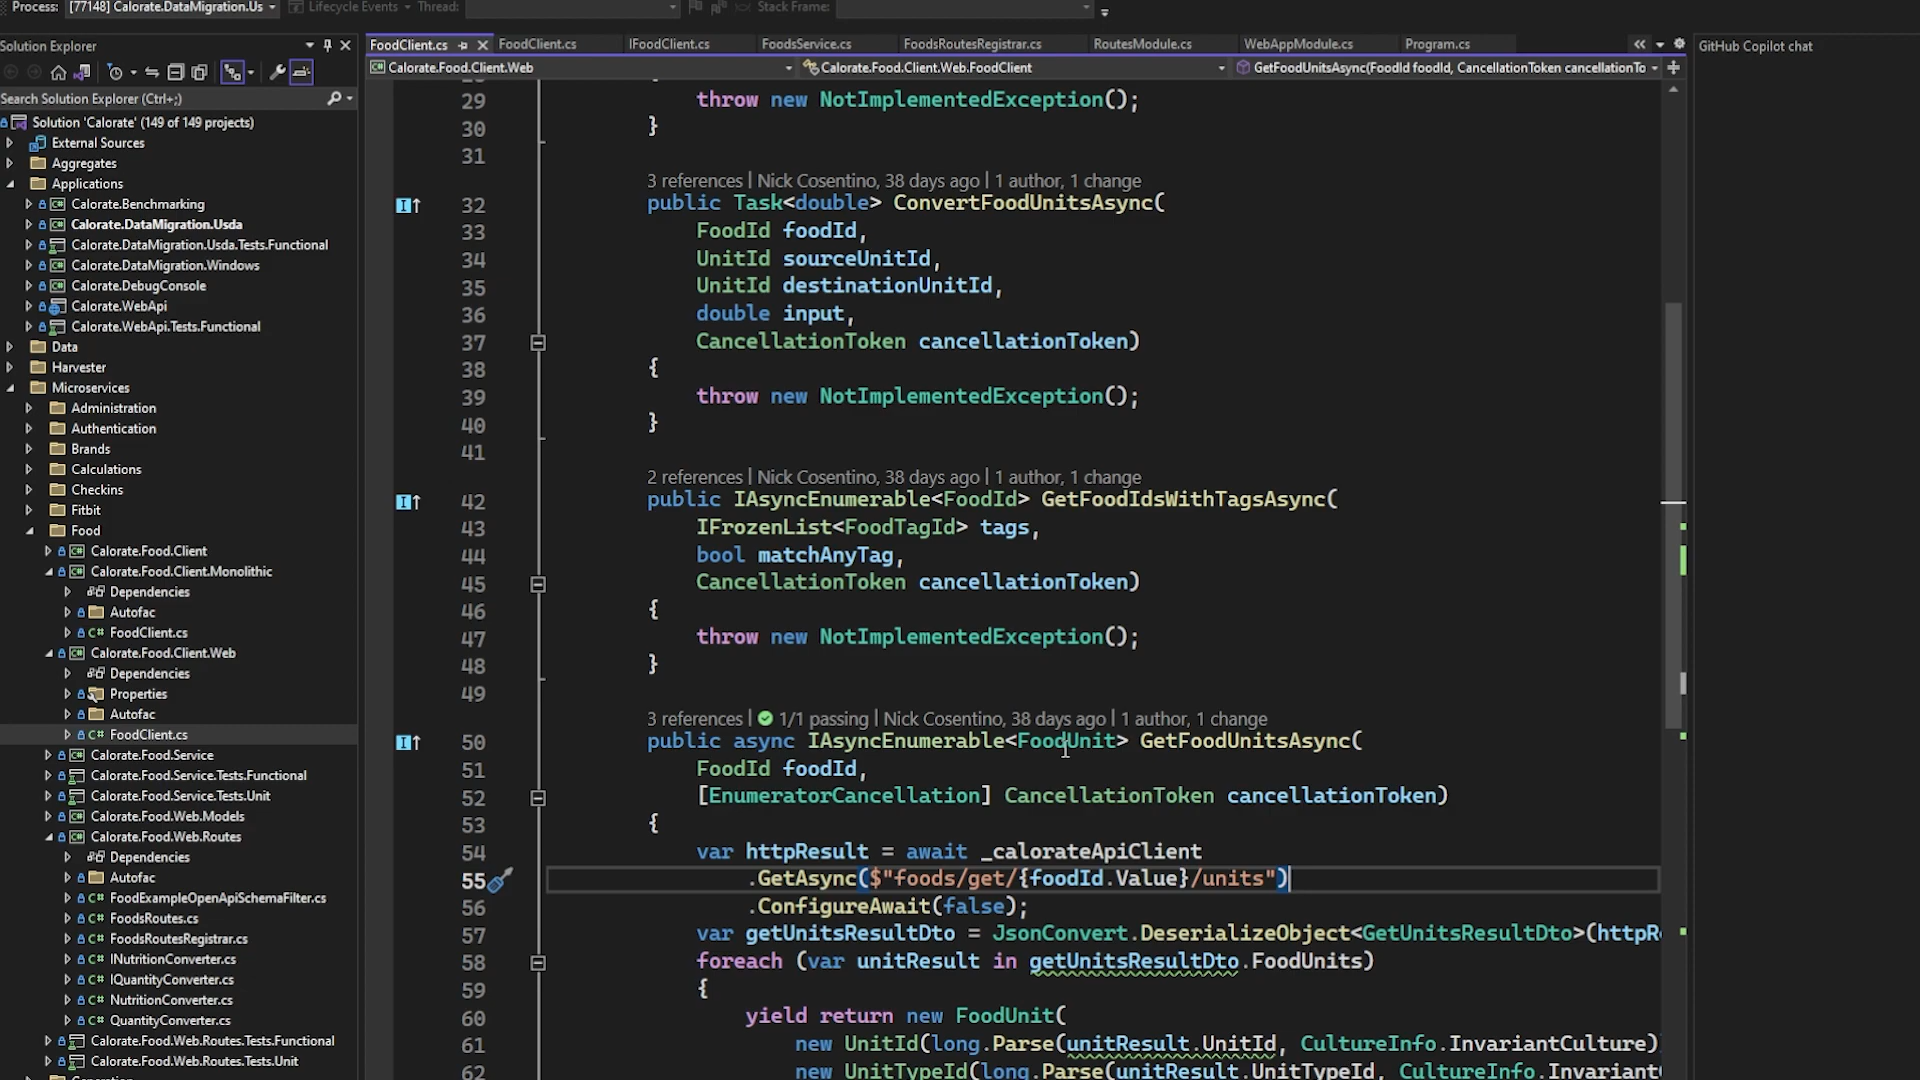 Process: [77148] Calorate.DataMigration.Us Lifecycle Events Thread: Stack Frame:
Solution Explorer
Search Solution Explorer (Ctrl+;)
Solution 'Calorate' (149 of 149 projects)
External Sources
Aggregates
Applications
Calorate.Benchmarking
Calorate.DataMigration.Usda
Calorate.DataMigration.Usda.Tests.Functional
Calorate.DataMigration.Windows
Calorate.DebugConsole
Calorate.WebApi
Calorate.WebApi.Tests.Functional
Data
Harvester
Microservices
Administration
Authentication
Brands
Calculations
Checkins
Fitbit
Food
Calorate.Food.Client
Calorate.Food.Client.Monolithic
Dependencies
Autofac
C# FoodClient.cs
Calorate.Food.Client.Web
Dependencies
Properties
Autofac
C# FoodClient.cs
Calorate.Food.Service
Calorate.Food.Service.Tests.Functional
Calorate.Food.Service.Tests.Unit
Calorate.Food.Web.Models
Calorate.Food.Web.Routes
Dependencies
Autofac
C# FoodExampleOpenApiSchemaFilter.cs
C# FoodsRoutes.cs
C# FoodsRoutesRegistrar.cs
C# INutritionConverter.cs
C# IQuantityConverter.cs
C# NutritionConverter.cs
C# QuantityConverter.cs
Calorate.Food.Web.Routes.Tests.Functional
Calorate.Food.Web.Routes.Tests.Unit
FoodClient.cs FoodClient.cs IFoodClient.cs FoodsService.cs FoodsRoutesRegistrar.cs RoutesModule.cs WebAppModule.cs Program.cs
Calorate.Food.Client.Web Calorate.Food.Client.Web.FoodClient GetFoodUnitsAsync(FoodId foodId, CancellationToken cancellationTo
29 throw new NotImplementedException();
30 }
31
3 references | Nick Cosentino, 38 days ago | 1 author, 1 change
32 public Task<double> ConvertFoodUnitsAsync(
33 FoodId foodId,
34 UnitId sourceUnitId,
35 UnitId destinationUnitId,
36 double input,
37 CancellationToken cancellationToken)
38 {
39 throw new NotImplementedException();
40 }
41
2 references | Nick Cosentino, 38 days ago | 1 author, 1 change
42 public IAsyncEnumerable<FoodId> GetFoodIdsWithTagsAsync(
43 IFrozenList<FoodTagId> tags,
44 bool matchAnyTag,
45 CancellationToken cancellationToken)
46 {
47 throw new NotImplementedException();
48 }
49
3 references | 1/1 passing | Nick Cosentino, 38 days ago | 1 author, 1 change
50 public async IAsyncEnumerable<FoodUnit> GetFoodUnitsAsync(
51 FoodId foodId,
52 [EnumeratorCancellation] CancellationToken cancellationToken)
53 {
54 var httpResult = await _calorateApiClient
55 .GetAsync($"foods/get/{foodId.Value}/units")
56 .ConfigureAwait(false);
57 var getUnitsResultDto = JsonConvert.DeserializeObject<GetUnitsResultDto>(httpR
58 foreach (var unitResult in getUnitsResultDto.FoodUnits)
59 {
60 yield return new FoodUnit(
61 new UnitId(long.Parse(unitResult.UnitId, CultureInfo.InvariantCulture)
62 new UnitTypeId(long.Parse(unitResult.UnitTypeId, CultureInfo.Invariant
GitHub Copilot chat